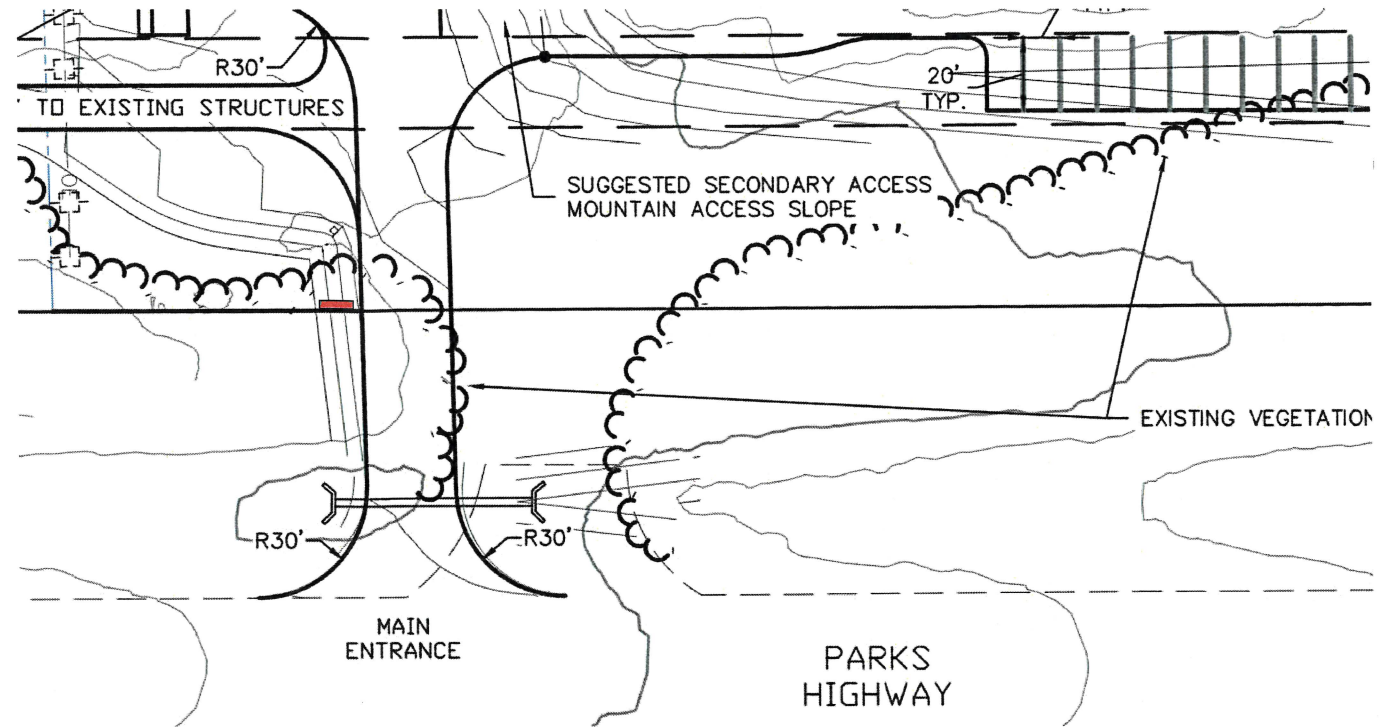 R30'
TO EXISTING STRUCTURES
20'
TYP.
SUGGESTED SECONDARY ACCESS
MOUNTAIN ACCESS SLOPE
EXISTING VEGETATION
R30'
R30'
MAIN
ENTRANCE
PARKS
HIGHWAY